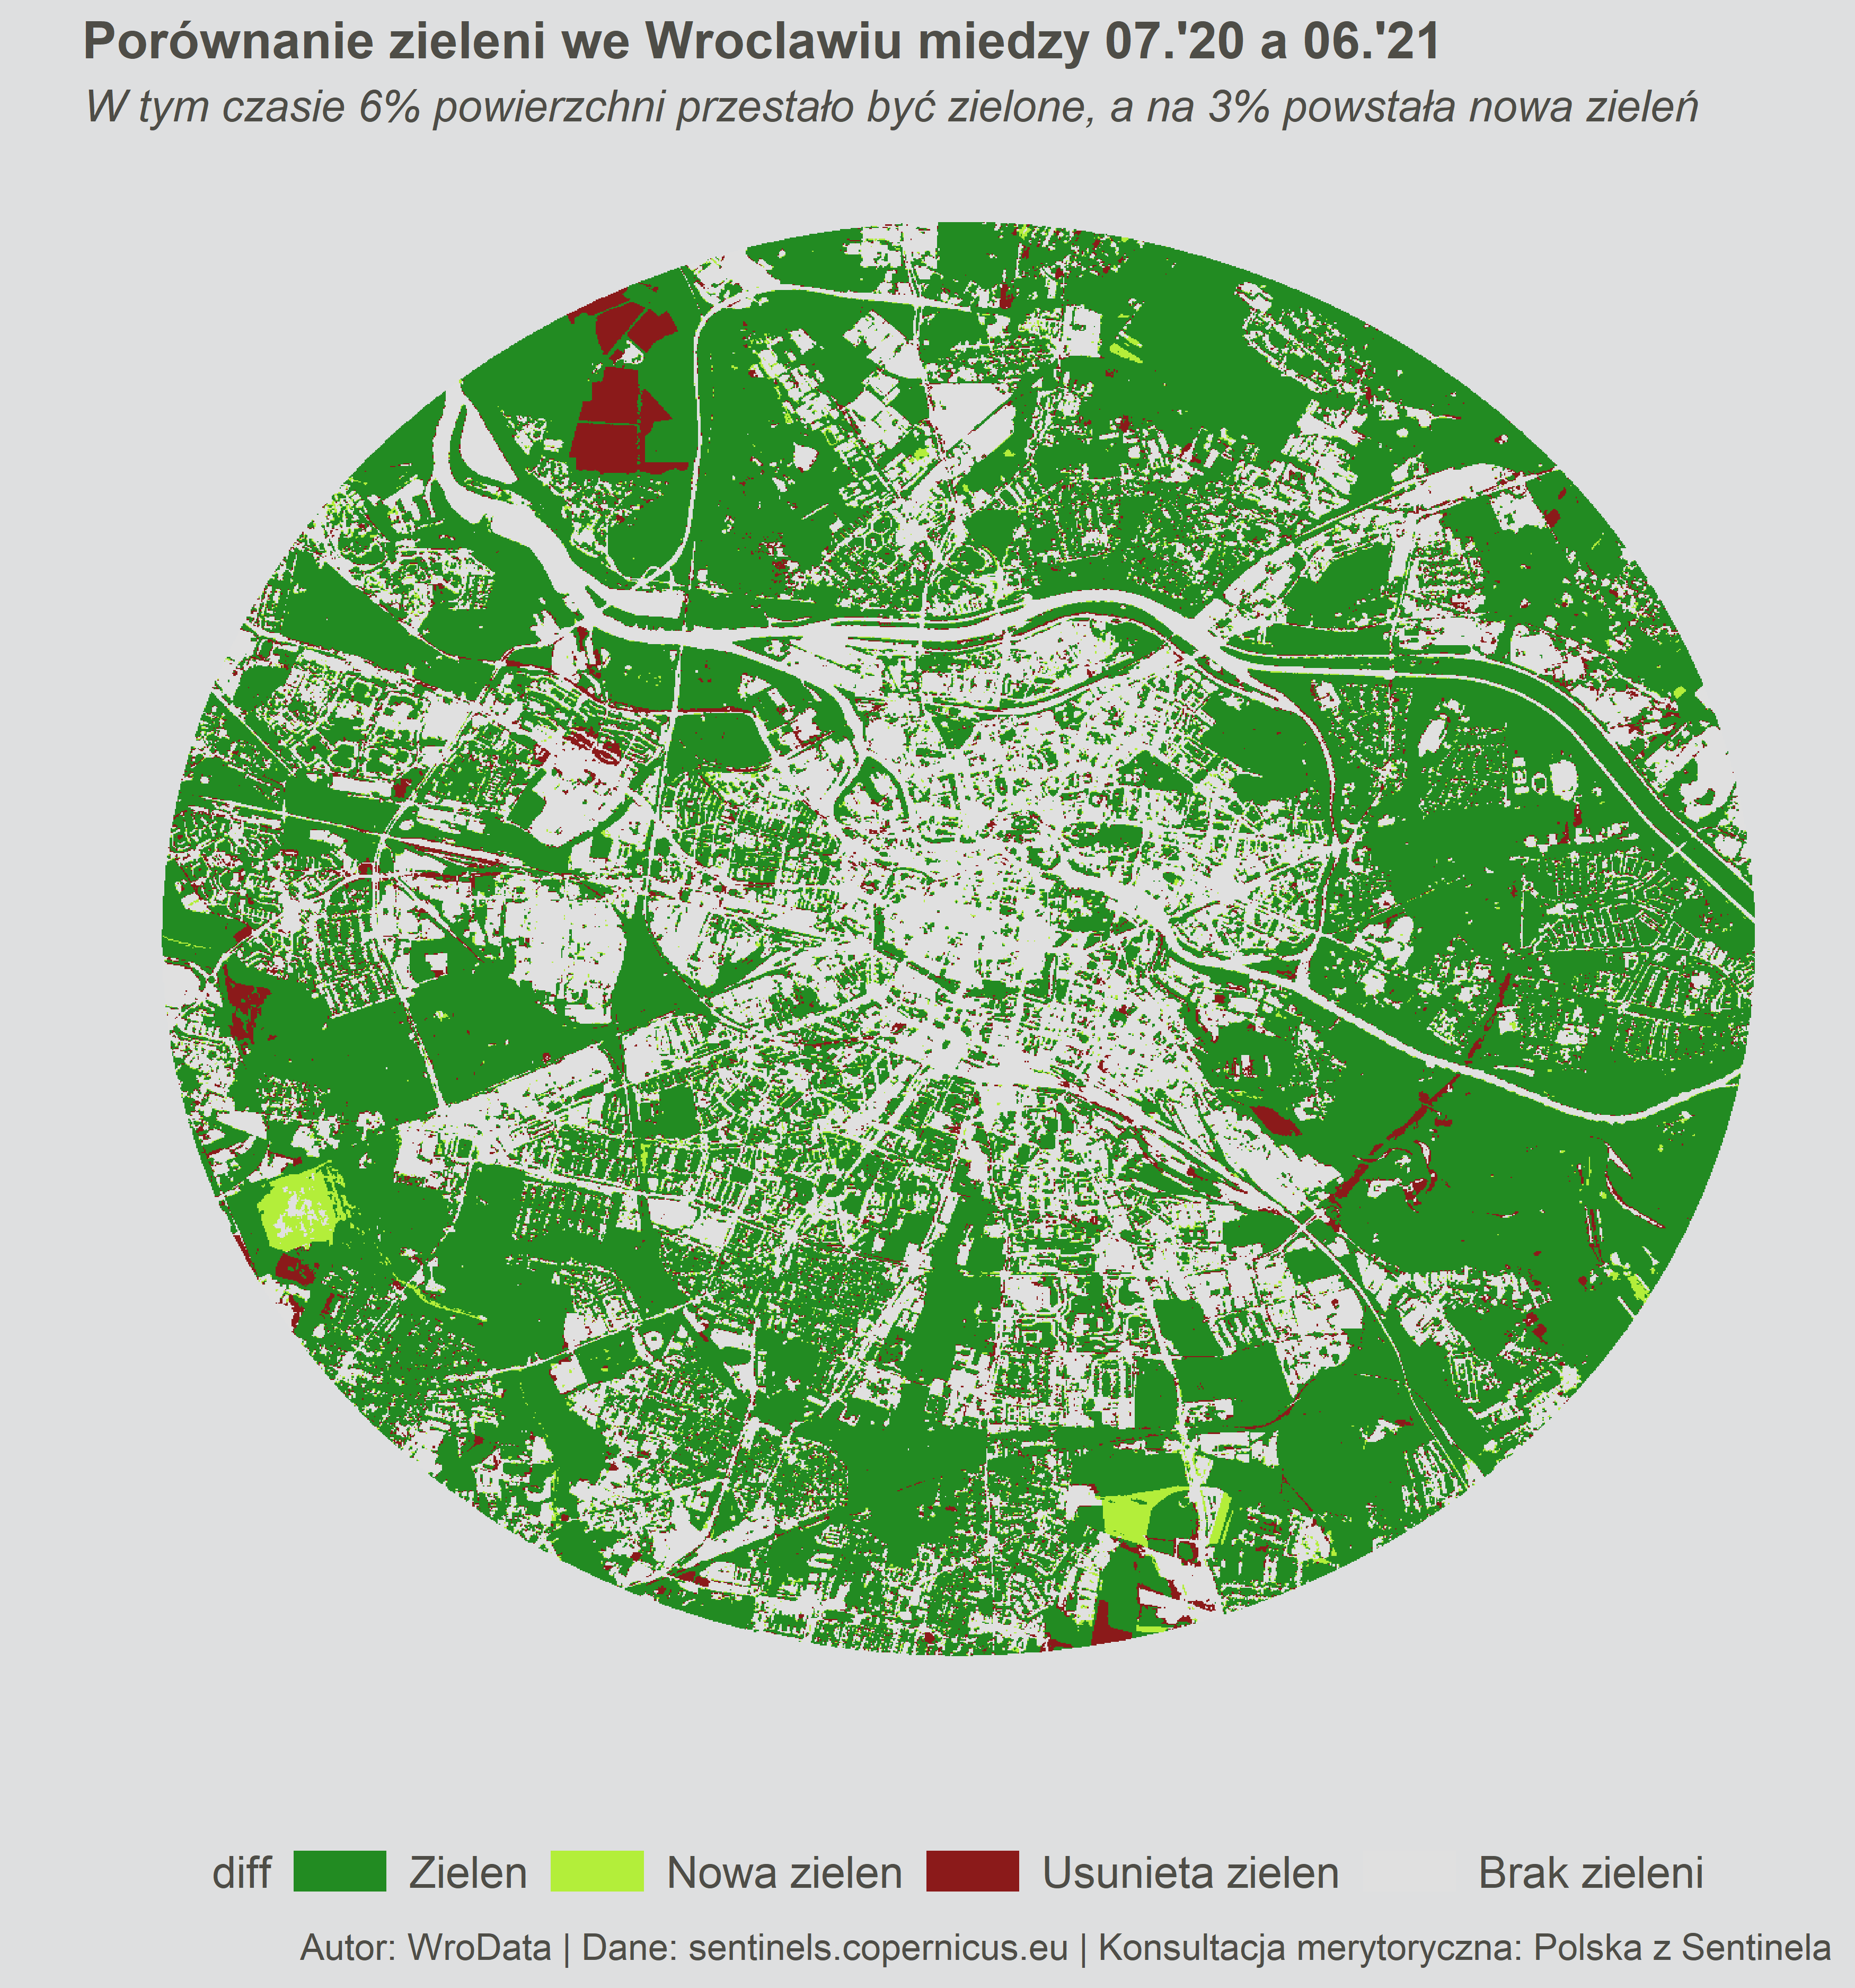 Porównanie zieleni we Wroclawiu miedzy 07.'20 a 06.'21
W tym czasie 6% powierzchni przestało być zielone, a na 3% powstała nowa zieleń
diff Zielen Nowa zielen Usunieta zielen Brak zieleni
Autor: WroData | Dane: sentinels.copernicus.eu | Konsultacja merytoryczna: Polska z Sentinela